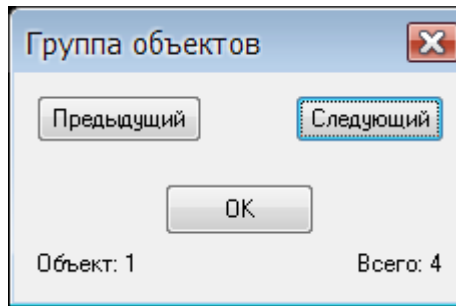 Группа объектов
Предыдущий Следующий
OK
Объект: 1 Всего: 4